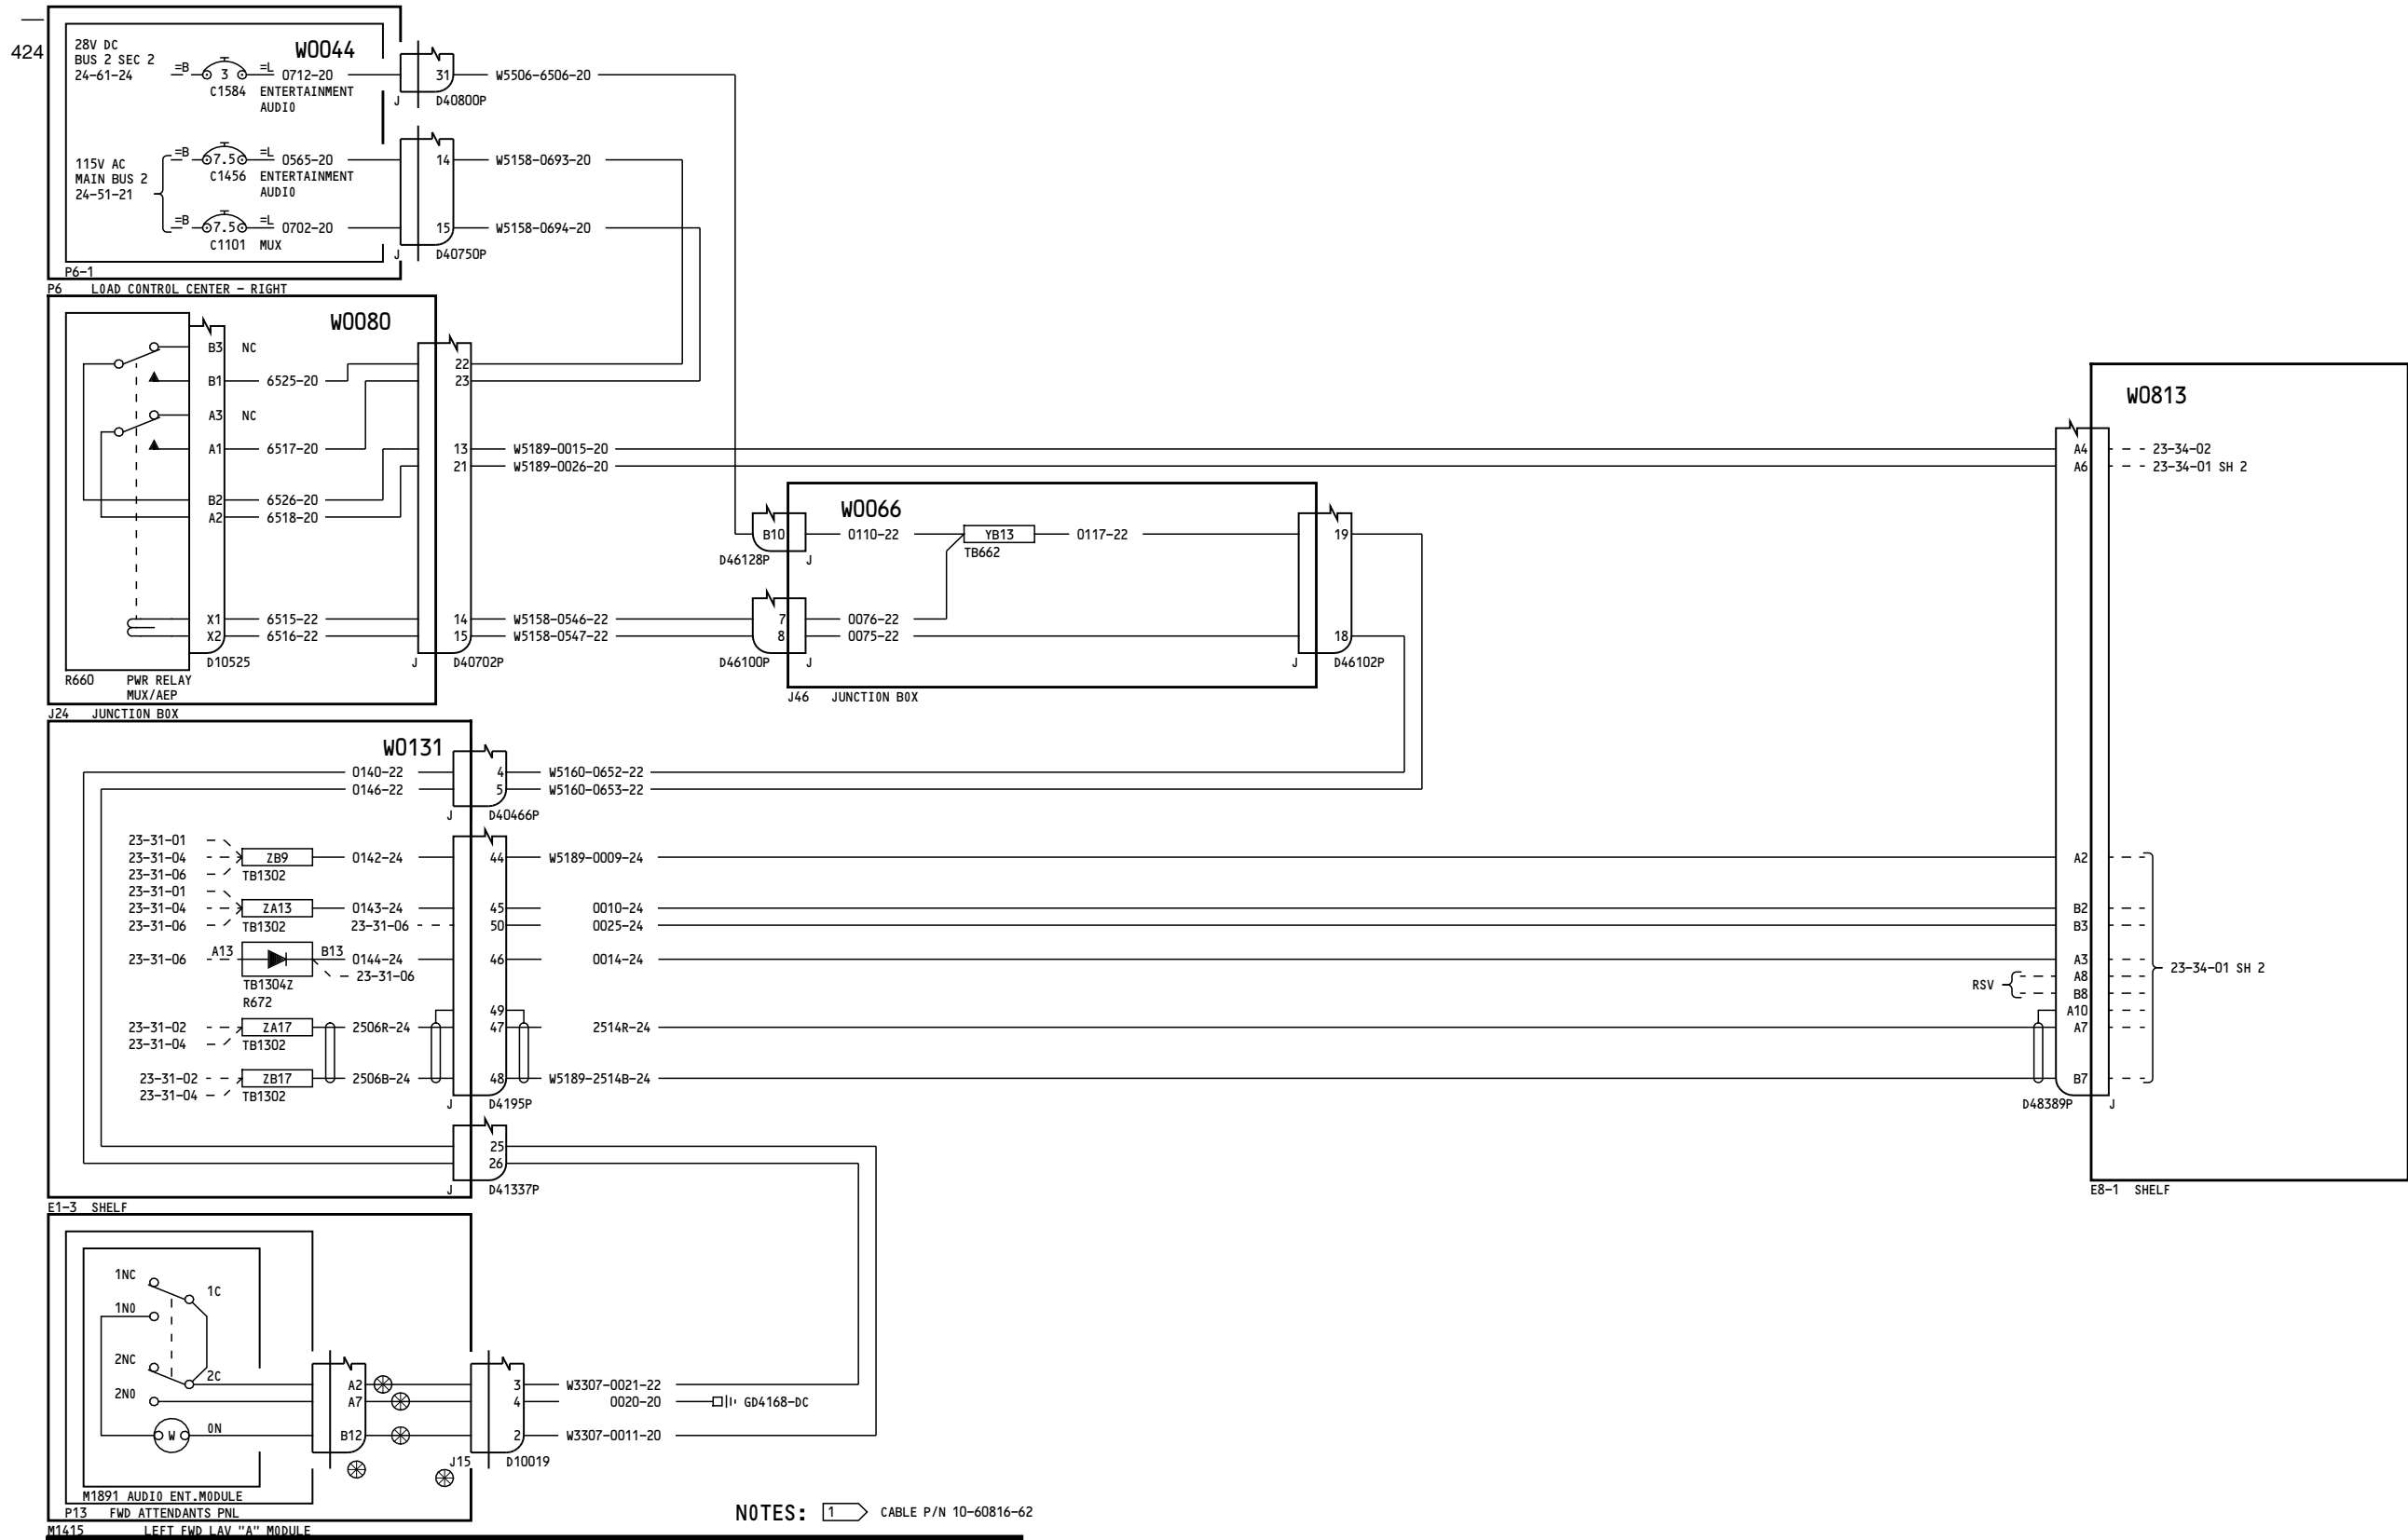 424
28V DC
BUS 2 SEC 2
24-61-24
=B 3 =L 0712-20
C1584 ENTERTAINMENT
AUDIO
W0044
31 W5506-6506-20
J D40800P
115V AC
MAIN BUS 2
24-51-21
=B 7.5 =L 0565-20
C1456 ENTERTAINMENT
AUDIO
14 W5158-0693-20
=B 7.5 =L 0702-20
C1101 MUX
15 W5158-0694-20
J D40750P
P6-1
P6 LOAD CONTROL CENTER - RIGHT
W0080
B3 NC
22
B1 6525-20
23
A3 NC
A1 6517-20
13 W5189-0015-20
21 W5189-0026-20
B2 6526-20
A2 6518-20
X1 6515-22
14 W5158-0546-22
X2 6516-22
15 W5158-0547-22
D10525
J D40702P
R660 PWR RELAY
MUX/AEP
J24 JUNCTION BOX
W0066
B10 0110-22 YB13 0117-22 19
D46128P J TB662
7 0076-22
8 0075-22 18
D46100P J
J D46102P
J46 JUNCTION BOX
W0813
A4 23-34-02
A6 23-34-01 SH 2
A2
B2
B3
A3
RSV A8
B8
A10
A7
B7
23-34-01 SH 2
D48389P J
E8-1 SHELF
W0131
0140-22 4 W5160-0652-22
0146-22 5 W5160-0653-22
J D40466P
23-31-01
23-31-04 ZB9 0142-24 44 W5189-0009-24
23-31-06 TB1302
23-31-01
23-31-04 ZA13 0143-24 45 0010-24
23-31-06 TB1302 23-31-06 50 0025-24
23-31-06 A13 B13 0144-24 46 0014-24
23-31-06
TB1304Z
R672
49
23-31-02 ZA17 2506R-24 47 2514R-24
23-31-04 TB1302
23-31-02 ZB17 2506B-24 48 W5189-2514B-24
23-31-04 TB1302
J D4195P
25
26
J D41337P
E1-3 SHELF
1NC
1C
1NO
2NC
2C
2NO
W ON
A2 3 W3307-0021-22
A7 4 0020-20 GD4168-DC
B12 2 W3307-0011-20
J15 D10019
M1891 AUDIO ENT.MODULE
P13 FWD ATTENDANTS PNL
M1415 LEFT FWD LAV "A" MODULE
NOTES: 1 CABLE P/N 10-60816-62